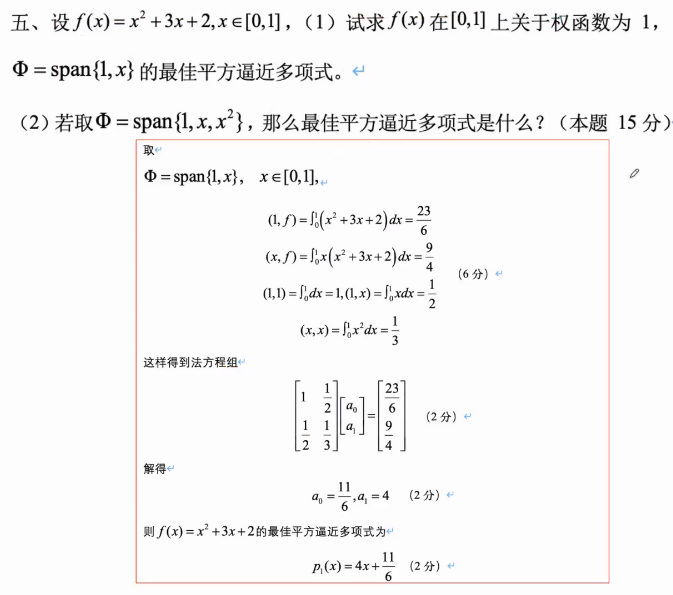 五、设 f(x) = x² + 3x + 2, x ∈ [0,1]，（1）试求 f(x) 在 [0,1] 上关于权函数为 1，
Φ = span{1, x} 的最佳平方逼近多项式。↵
（2）若取 Φ = span{1, x, x²}，那么最佳平方逼近多项式是什么？（本题 15 分）
取
Φ = span{1, x}, x ∈ [0,1],↵
(1, f) = ∫₀¹(x² + 3x + 2)dx = 23/6
(x, f) = ∫₀¹ x(x² + 3x + 2)dx = 9/4
（6 分）↵
(1,1) = ∫₀¹ dx = 1, (1, x) = ∫₀¹ xdx = 1/2
(x, x) = ∫₀¹ x²dx = 1/3
这样得到法方程组↵
[1 1/2; 1/2 1/3] [a₀; a₁] = [23/6; 9/4] （2 分）↵
解得↵
a₀ = 11/6, a₁ = 4 （2 分）↵
则 f(x) = x² + 3x + 2 的最佳平方逼近多项式为↵
p₁(x) = 4x + 11/6 （2 分）↵